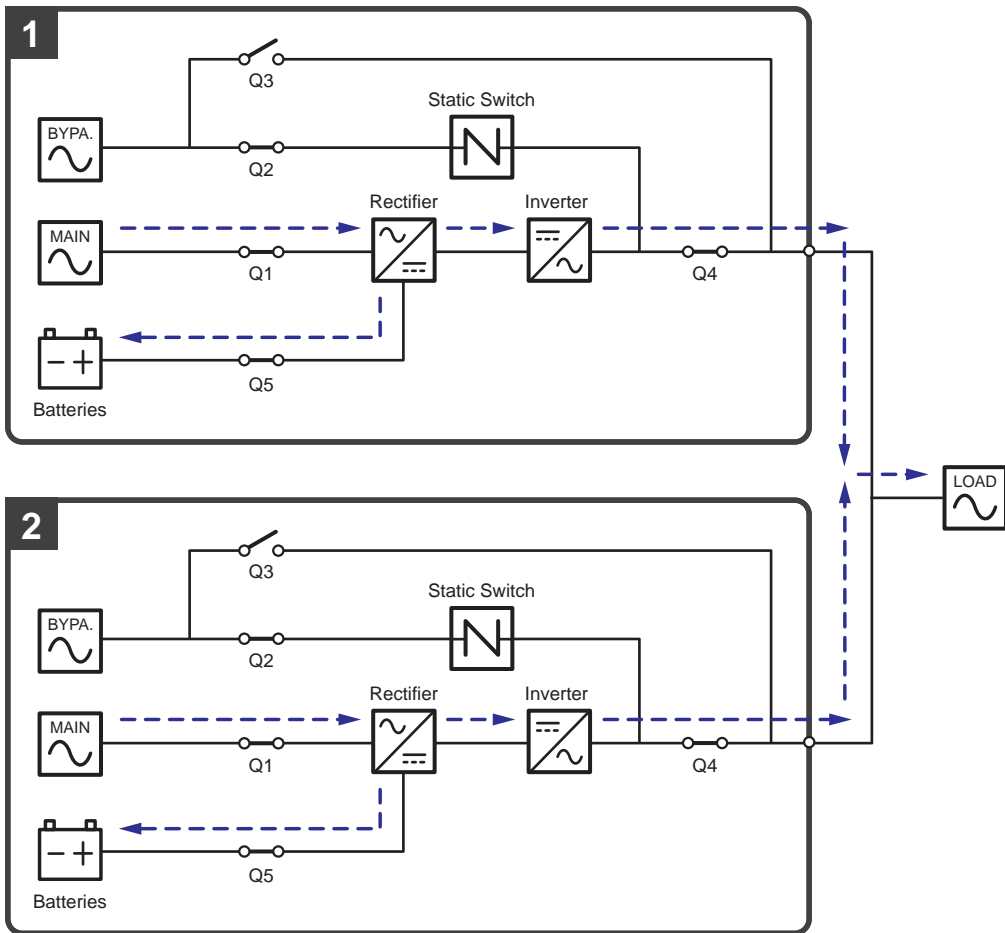 1
Q3
Static Switch
BYPA.
Q2
Rectifier
Inverter
MAIN
Q1
Q4
Q5
Batteries
LOAD
2
Q3
Static Switch
BYPA.
Q2
Rectifier
Inverter
MAIN
Q1
Q4
Q5
Batteries